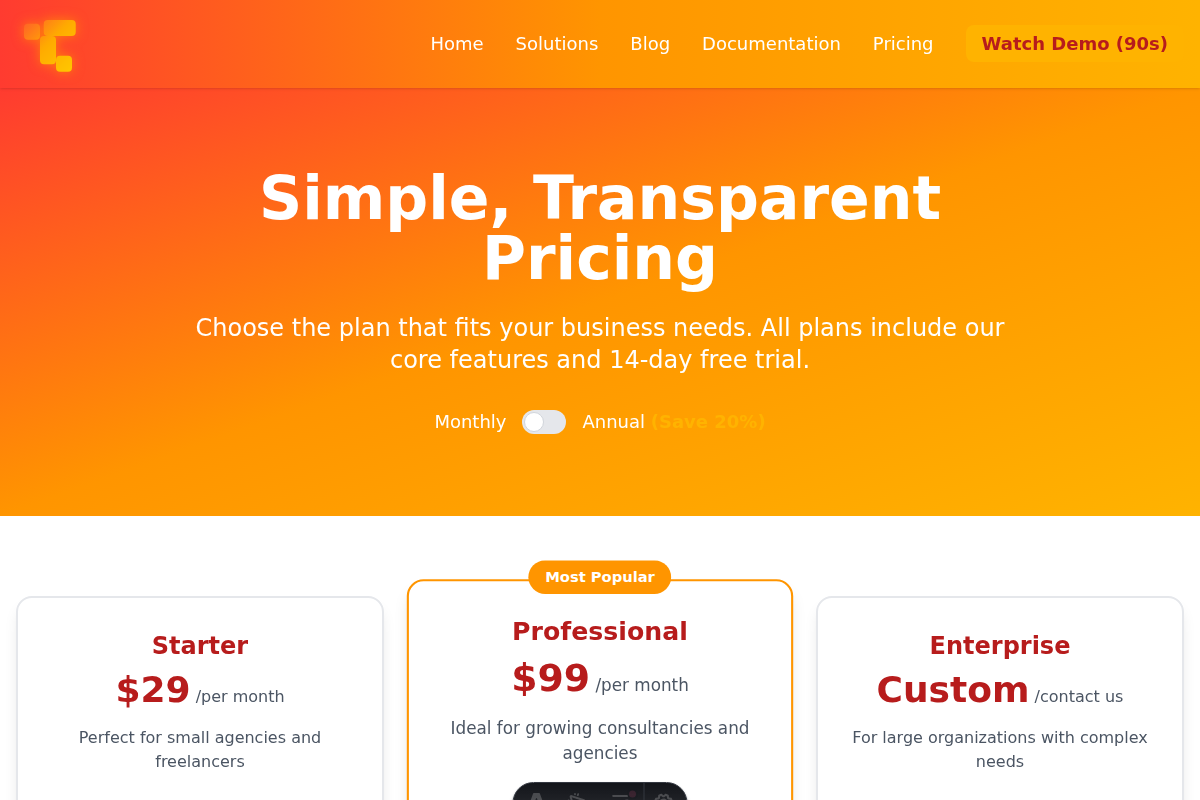 Home Solutions Blog Documentation Pricing Watch Demo (90s)
Simple, Transparent
Pricing
Choose the plan that fits your business needs. All plans include our
core features and 14-day free trial.
Monthly Annual (Save 20%)
Most Popular
Starter
$29 /per month
Perfect for small agencies and
freelancers
Professional
$99 /per month
Ideal for growing consultancies and
agencies
Enterprise
Custom /contact us
For large organizations with complex
needs